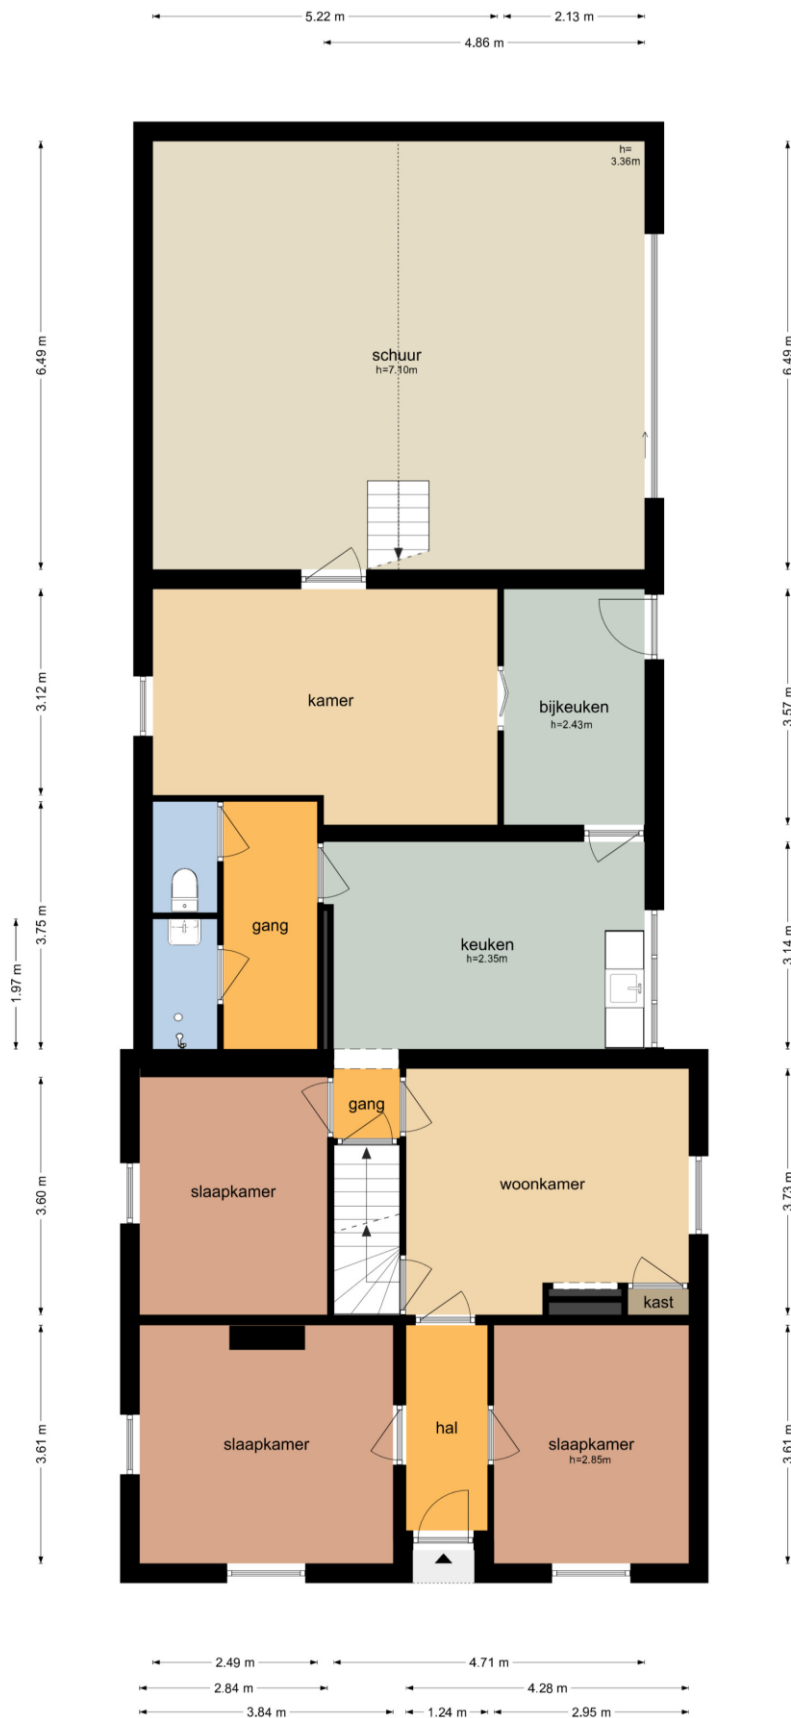 5.22 m
2.13 m
4.86 m
h=
3.36m
6.49 m
6.49 m
schuur
h=7.10m
3.12 m
kamer
bijkeuken
h=2.43m
3.57 m
3.75 m
gang
keuken
h=2.35m
3.14 m
1.97 m
gang
slaapkamer
woonkamer
3.60 m
3.73 m
kast
3.61 m
slaapkamer
hal
slaapkamer
h=2.85m
3.61 m
2.49 m
4.71 m
2.84 m
4.28 m
3.84 m
1.24 m
2.95 m